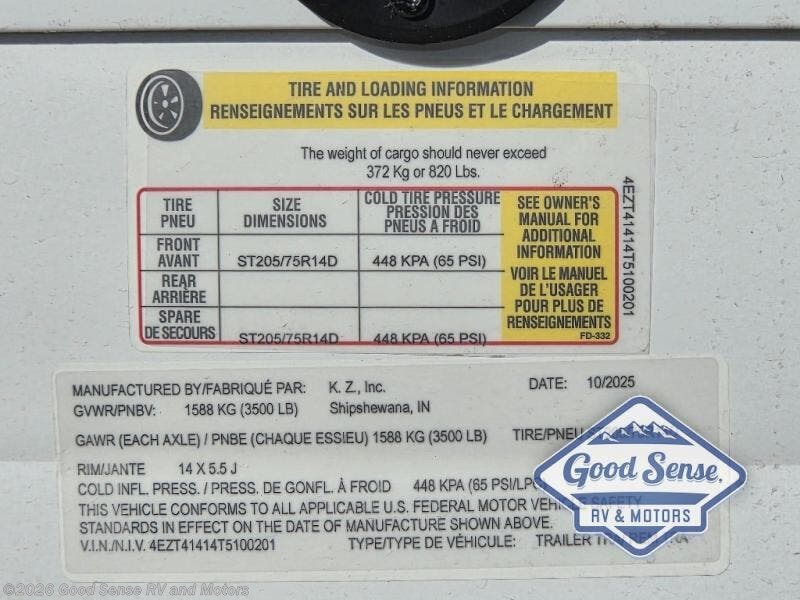 TIRE AND LOADING INFORMATION
RENSEIGNEMENTS SUR LES PNEUS ET LE CHARGEMENT
The weight of cargo should never exceed
372 Kg or 820 Lbs.
TIRE
PNEU
SIZE
DIMENSIONS
COLD TIRE PRESSURE
PRESSION DES
PNEUS A FROID
FRONT
AVANT
ST205/75R14D
448 KPA (65 PSI)
REAR
ARRIÈRE
SPARE
DE SECOURS
ST205/75R14D
448 KPA (65 PSI)
SEE OWNER'S
MANUAL FOR
ADDITIONAL
INFORMATION
VOIR LE MANUEL
DE L'USAGER
POUR PLUS DE
RENSEIGNEMENTS
FD-332
4EZT41414T5100201
MANUFACTURED BY/FABRIQUÉ PAR: K. Z., Inc. DATE: 10/2025
GVWR/PNBV: 1588 KG (3500 LB) Shipshewana, IN
GAWR (EACH AXLE) / PNBE (CHAQUE ESSIEU) 1588 KG (3500 LB) TIRE/PNEU
RIM/JANTE 14 X 5.5 J
COLD INFL. PRESS. / PRESS. DE GONFL. À FROID 448 KPA (65 PSI/LPC
THIS VEHICLE CONFORMS TO ALL APPLICABLE U.S. FEDERAL MOTOR VEHICLE SAFETY
STANDARDS IN EFFECT ON THE DATE OF MANUFACTURE SHOWN ABOVE.
V.I.N./N.I.V. 4EZT41414T5100201 TYPE/TYPE DE VÉHICULE: TRAILER
Good Sense
RV & MOTORS
©2026 Good Sense RV and Motors